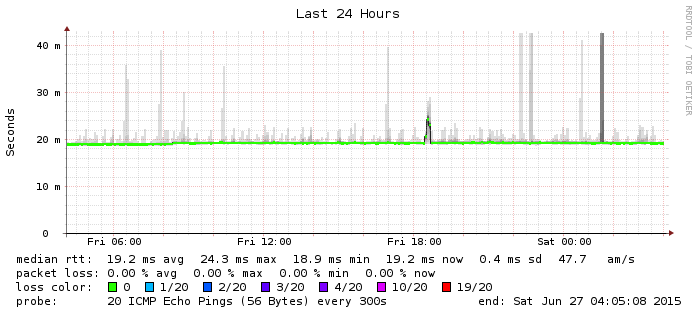 Last 24 Hours
RRDTOOL / TOBI OETIKER
Seconds
40 m
30 m
20 m
10 m
0
Fri 06:00 Fri 12:00 Fri 18:00 Sat 00:00
median rtt: 19.2 ms avg 24.3 ms max 18.9 ms min 19.2 ms now 0.4 ms sd 47.7 am/s
packet loss: 0.00 % avg 0.00 % max 0.00 % min 0.00 % now
loss color: 0 1/20 2/20 3/20 4/20 10/20 19/20
probe: 20 ICMP Echo Pings (56 Bytes) every 300s end: Sat Jun 27 04:05:08 2015